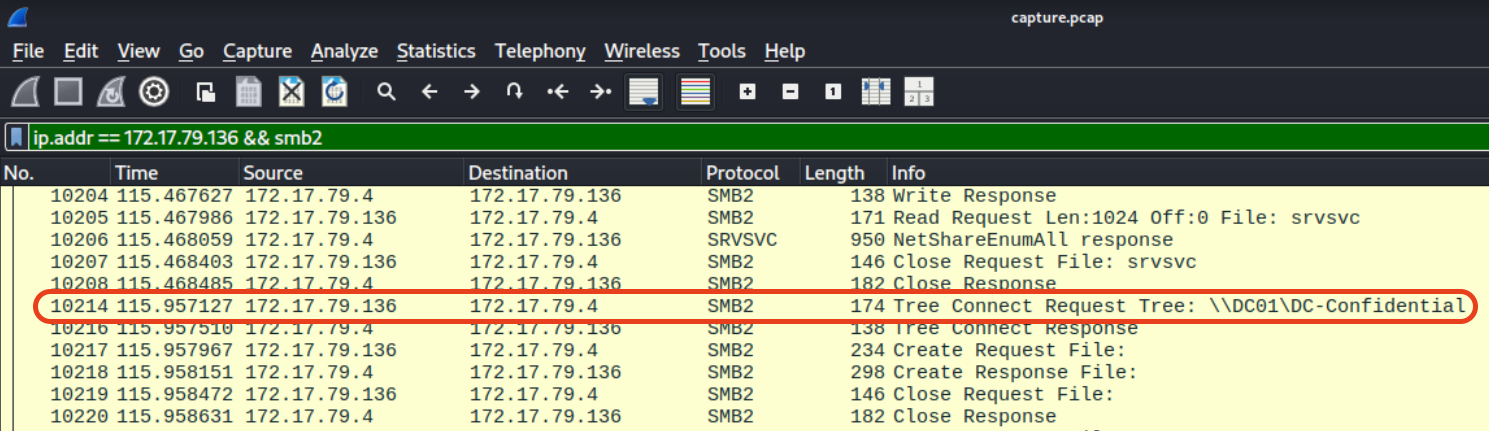 capture.pcap
File Edit View Go Capture Analyze Statistics Telephony Wireless Tools Help
ip.addr == 172.17.79.136 && smb2
No. Time Source Destination Protocol Length Info
10204 115.467627 172.17.79.4 172.17.79.136 SMB2 138 Write Response
10205 115.467986 172.17.79.136 172.17.79.4 SMB2 171 Read Request Len:1024 Off:0 File: srvsvc
10206 115.468059 172.17.79.4 172.17.79.136 SRVSVC 950 NetShareEnumAll response
10207 115.468403 172.17.79.136 172.17.79.4 SMB2 146 Close Request File: srvsvc
10208 115.468485 172.17.79.4 172.17.79.136 SMB2 182 Close Response
10214 115.957127 172.17.79.136 172.17.79.4 SMB2 174 Tree Connect Request Tree: \\DC01\DC-Confidential
10216 115.957510 172.17.79.4 172.17.79.136 SMB2 138 Tree Connect Response
10217 115.957967 172.17.79.136 172.17.79.4 SMB2 234 Create Request File:
10218 115.958151 172.17.79.4 172.17.79.136 SMB2 298 Create Response File:
10219 115.958472 172.17.79.136 172.17.79.4 SMB2 146 Close Request File:
10220 115.958631 172.17.79.4 172.17.79.136 SMB2 182 Close Response